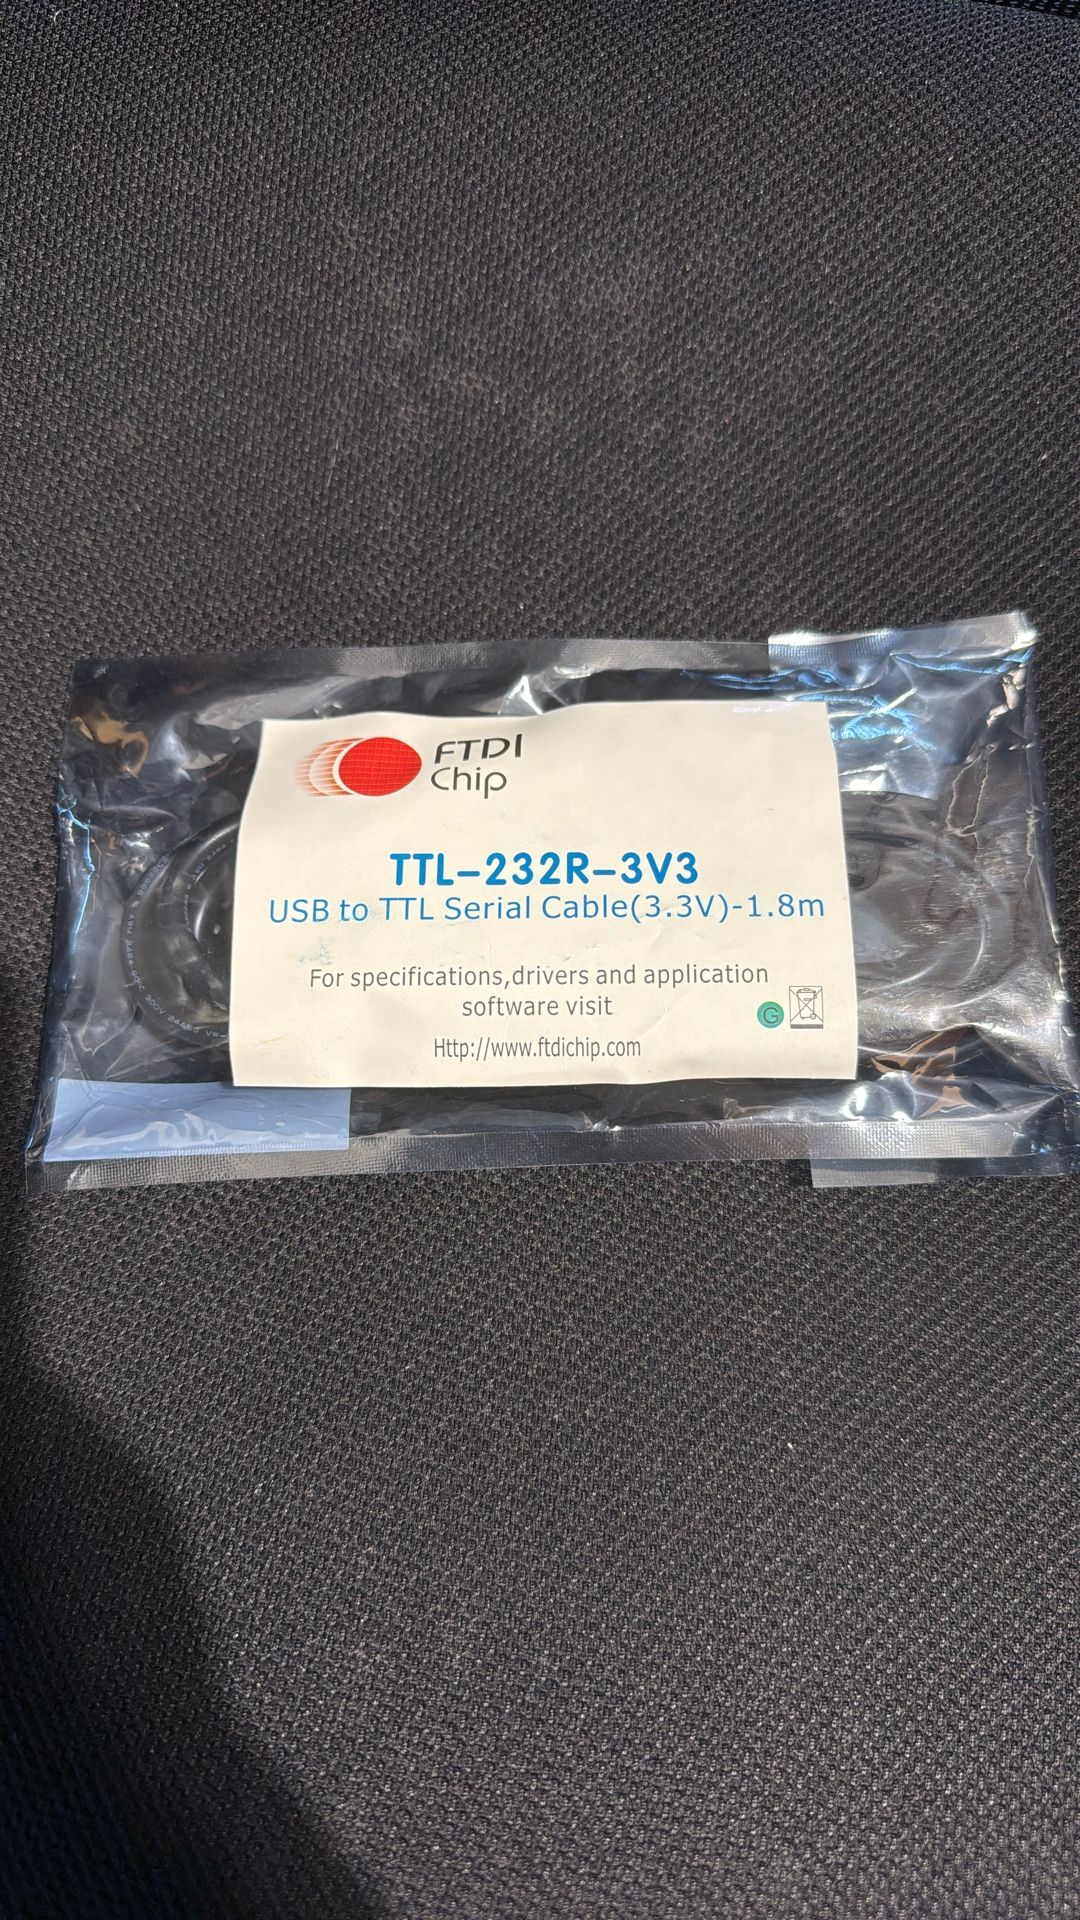 FTDI
Chip
TTL-232R-3V3
USB to TTL Serial Cable(3.3V)-1.8m
For specifications,drivers and application
software visit
G
Http://www.ftdichip.com
300V